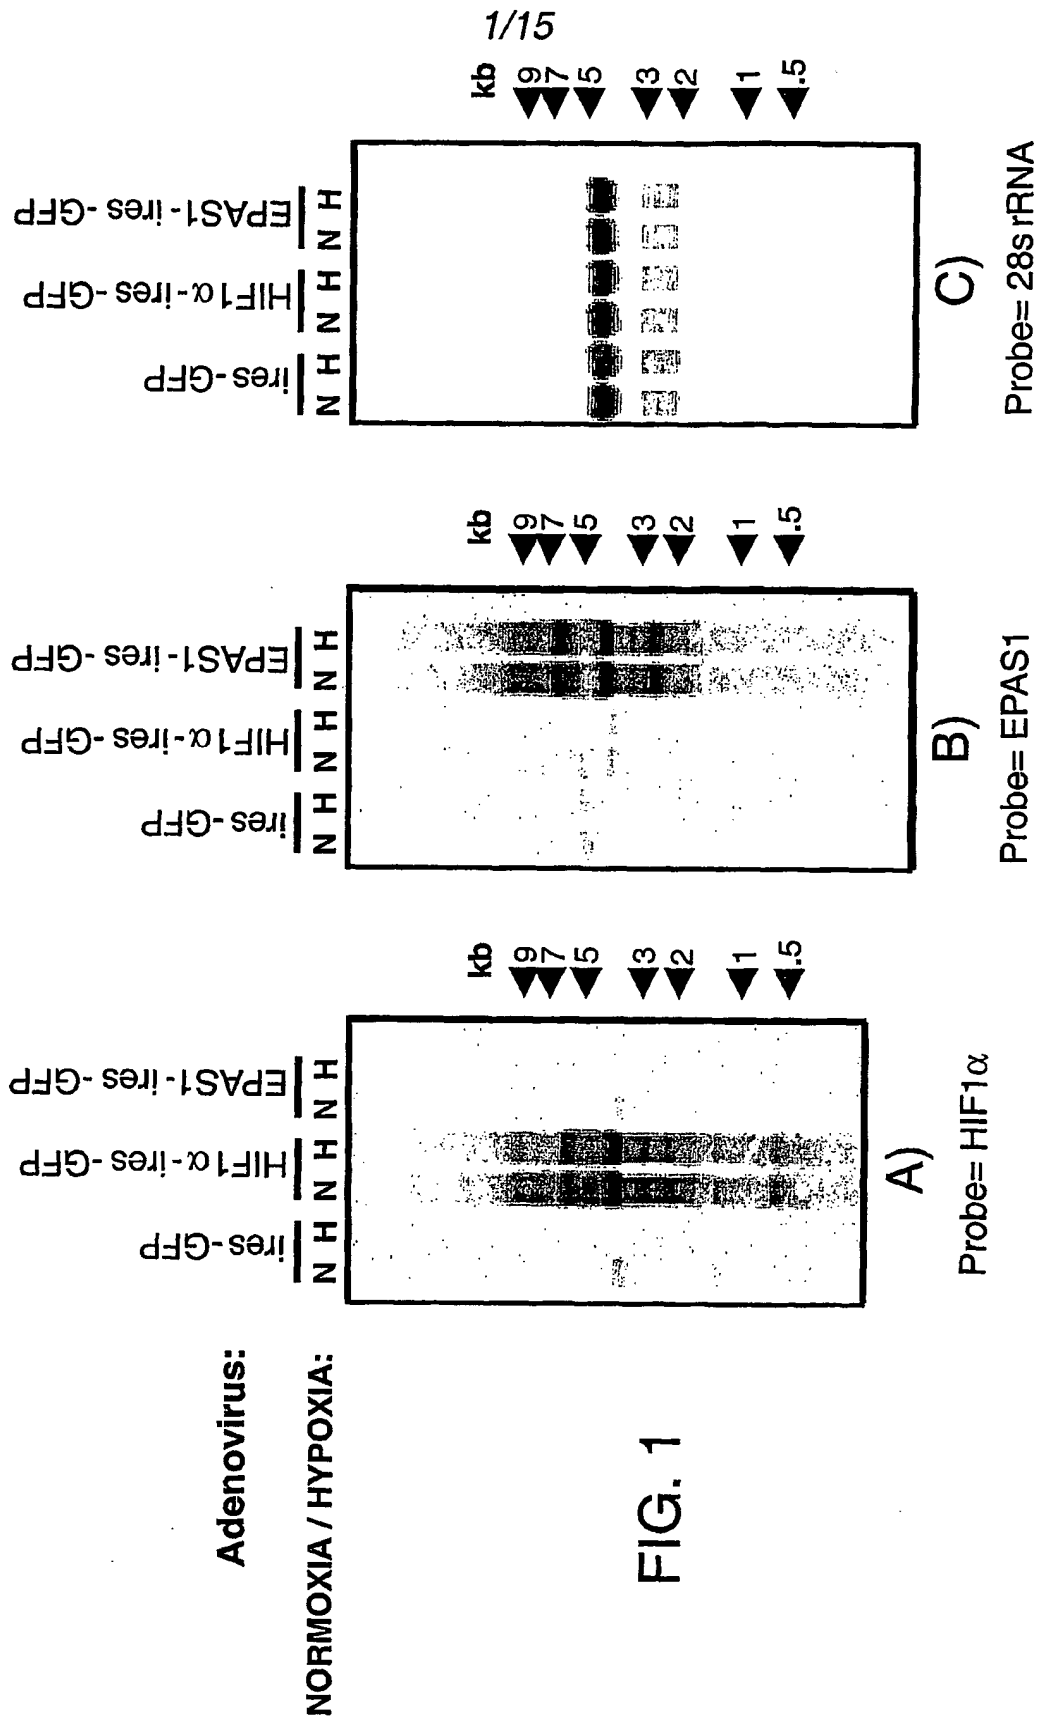 1/15
Adenovirus:
NORMOXIA / HYPOXIA:
ires-GFP
HIF1α-ires-GFP
EPAS1-ires-GFP
N H N H N H
kb
9
7
5
3
2
1
.5
A)
Probe= HIF1α
ires-GFP
HIF1α-ires-GFP
EPAS1-ires-GFP
N H N H N H
kb
9
7
5
3
2
1
.5
B)
Probe= EPAS1
ires-GFP
HIF1α-ires-GFP
EPAS1-ires-GFP
N H N H N H
kb
9
7
5
3
2
1
.5
C)
Probe= 28s rRNA
FIG. 1